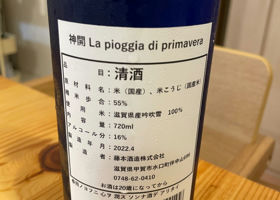 神開 La pioggia di primavera
品 目：清酒
原材料名：米（国産）、米こうじ（国産米）
精米歩合：55%
使用米：滋賀県産吟吹雪 100%
内容量：720ml
アルコール分：16%
製造年月：2022.4
製造者：藤本酒造株式会社
滋賀県甲賀市水口町伴中山696
0748-62-0410
お酒は20歳になってから